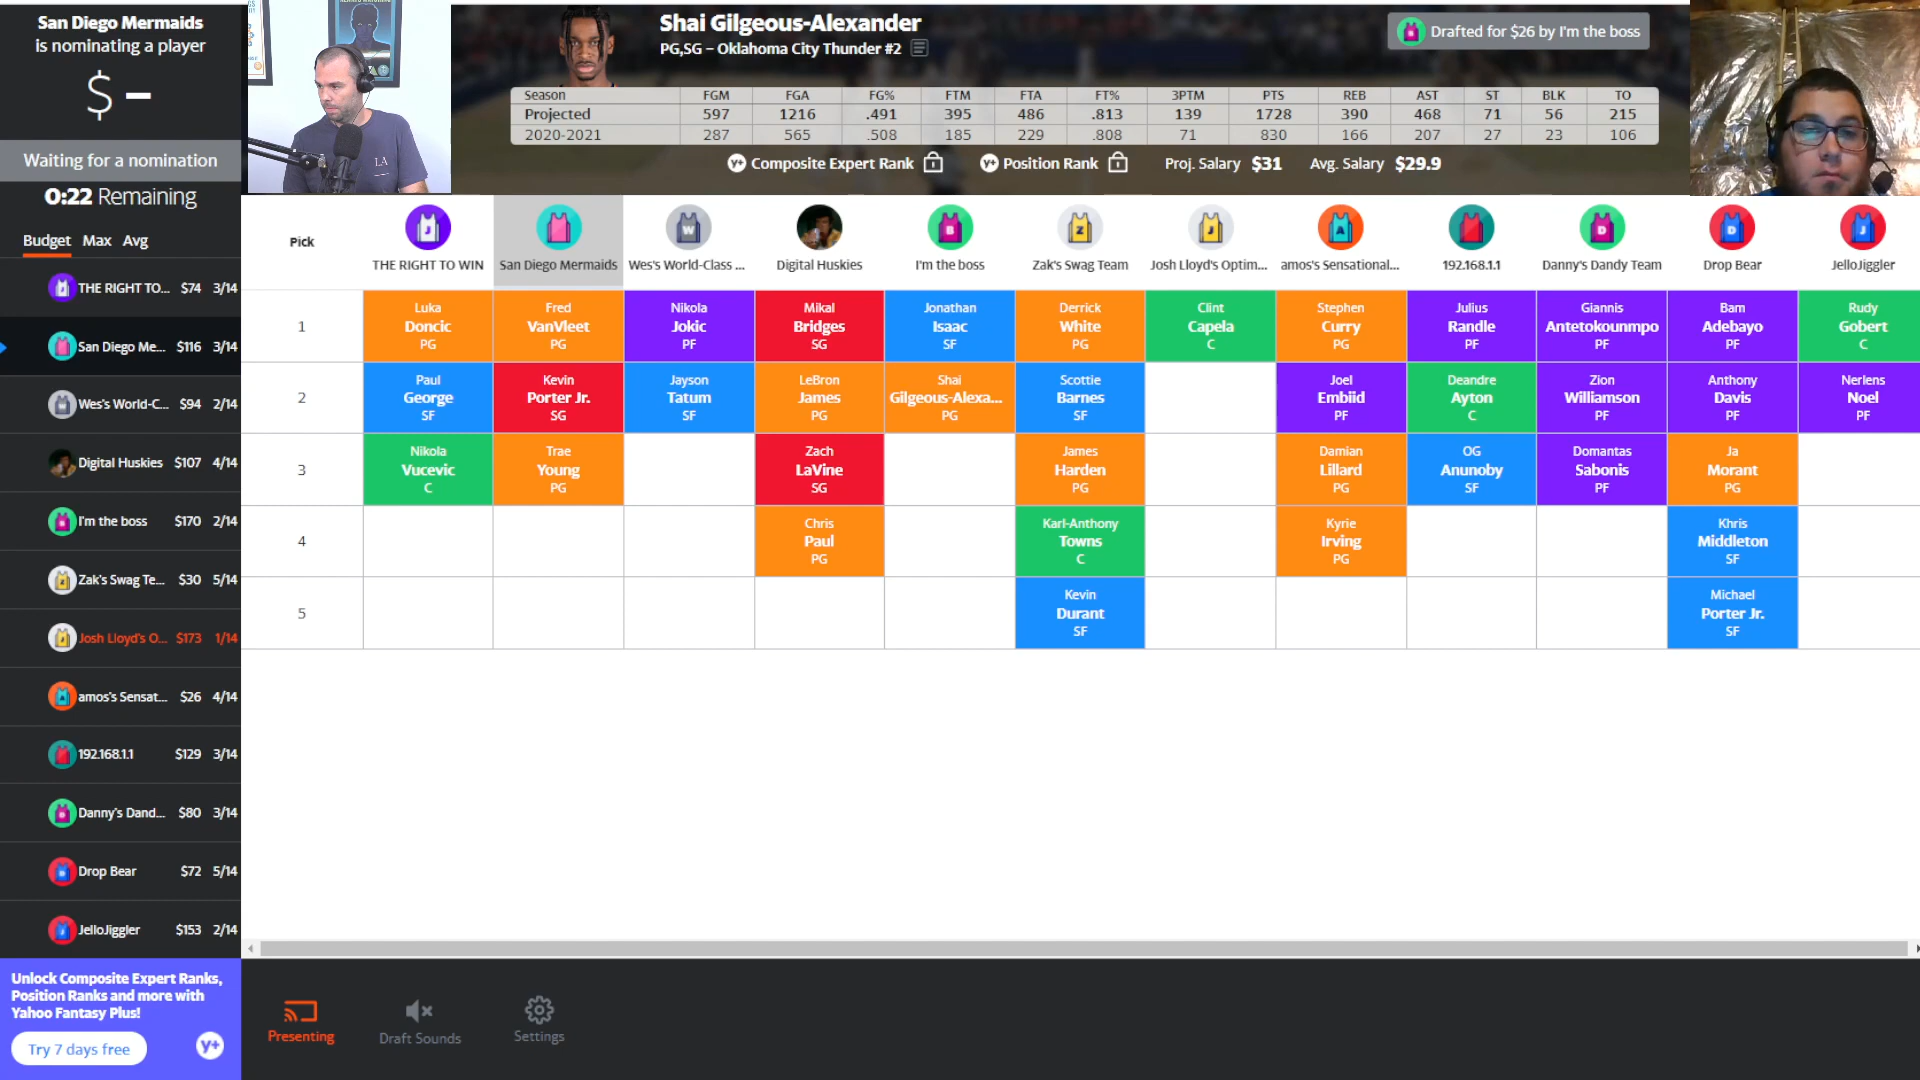 San Diego Mermaids
is nominating a player
$ –
Waiting for a nomination
0:22 Remaining
Budget Max Avg
THE RIGHT TO... $74 3/14
San Diego Me... $116 3/14
Wes's World-C... $94 2/14
Digital Huskies $107 4/14
I'm the boss $170 2/14
Zak's Swag Te... $30 5/14
Josh Lloyd's O... $173 1/14
amos's Sensat... $26 4/14
192.168.1.1 $129 3/14
Danny's Dand... $80 3/14
Drop Bear $72 5/14
JelloJiggler $153 2/14
Unlock Composite Expert Ranks,
Position Ranks and more with
Yahoo Fantasy Plus!
Try 7 days free y+
LA
Shai Gilgeous-Alexander
PG,SG – Oklahoma City Thunder #2
Drafted for $26 by I'm the boss
Season FGM FGA FG% FTM FTA FT% 3PTM PTS REB AST ST BLK TO
Projected 597 1216 .491 395 486 .813 139 1728 390 468 71 56 215
2020-2021 287 565 .508 185 229 .808 71 830 166 207 27 23 106
y+ Composite Expert Rank y+ Position Rank Proj. Salary $31 Avg. Salary $29.9
J W B Z J A D D J
Pick THE RIGHT TO WIN San Diego Mermaids Wes's World-Class ... Digital Huskies I'm the boss Zak's Swag Team Josh Lloyd's Optim... amos's Sensational... 192.168.1.1 Danny's Dandy Team Drop Bear JelloJiggler
Luka Fred Nikola Mikal Jonathan Derrick Clint Stephen Julius Giannis Bam Rudy
1 Doncic VanVleet Jokic Bridges Isaac White Capela Curry Randle Antetokounmpo Adebayo Gobert
PG PG PF SG SF PG C PG PF PF PF C
Paul Kevin Jayson LeBron Shai Scottie Joel Deandre Zion Anthony Nerlens
2 George Porter Jr. Tatum James Gilgeous-Alexa... Barnes Embiid Ayton Williamson Davis Noel
SF SG SF PG PG SF PF C PF PF PF
Nikola Trae Zach James Damian OG Domantas Ja
3 Vucevic Young LaVine Harden Lillard Anunoby Sabonis Morant
C PG SG PG PG SF PF PG
Chris Karl-Anthony Kyrie Khris
4 Paul Towns Irving Middleton
PG C PG SF
Kevin Michael
5 Durant Porter Jr.
SF SF
Presenting Draft Sounds Settings